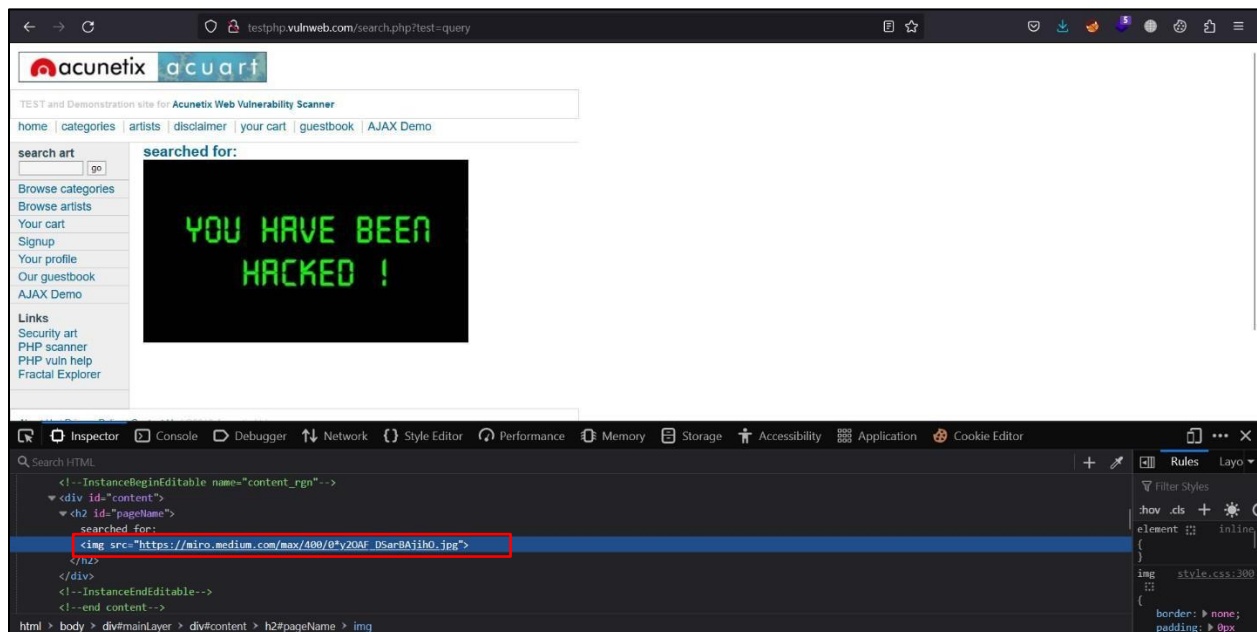 testphp.vulnweb.com/search.php?test=query
5
acunetix acuart
TEST and Demonstration site for Acunetix Web Vulnerability Scanner
home | categories | artists | disclaimer | your cart | guestbook | AJAX Demo
search art
go
Browse categories
Browse artists
Your cart
Signup
Your profile
Our guestbook
AJAX Demo
Links
Security art
PHP scanner
PHP vuln help
Fractal Explorer
searched for:
YOU HAVE BEEN
HACKED !
Inspector Console Debugger Network Style Editor Performance Memory Storage Accessibility Application Cookie Editor
Search HTML
<!--InstanceBeginEditable name="content_rgn"-->
<div id="content">
<h2 id="pageName">
searched for:
<img src="https://miro.medium.com/max/400/0*y2OAF_DSarBAjihO.jpg">
</h2>
</div>
<!--InstanceEndEditable-->
<!--end content-->
html > body > div#mainLayer > div#content > h2#pageName > img
Rules Layo
Filter Styles
:hov .cls +
element inline
{
}
img style.css:300
{
border: none;
padding: 0px